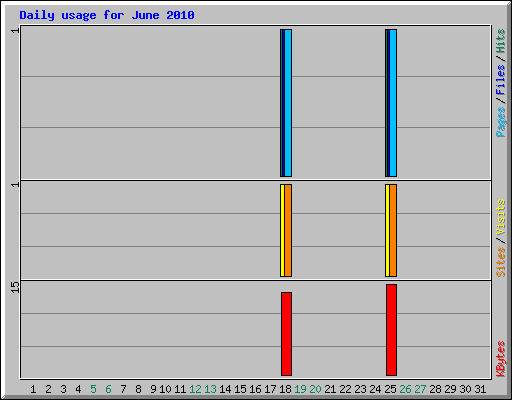 Daily usage for June 2010
1
1
15
Pages/Files/Hits
Sites/Visits
KBytes
1 2 3 4 5 6 7 8 9 10 11 12 13 14 15 16 17 18 19 20 21 22 23 24 25 26 27 28 29 30 31